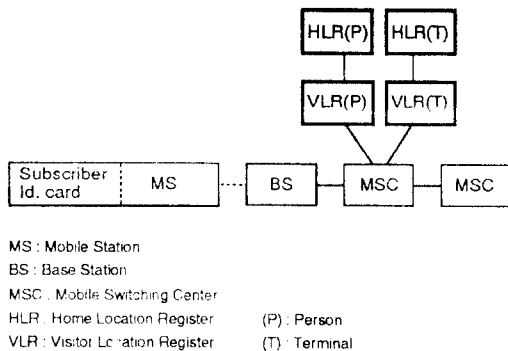 HLR(P) HLR(T)
VLR(P) VLR(T)
Subscriber
Id. card
MS BS MSC MSC
MS : Mobile Station
BS : Base Station
MSC : Mobile Switching Center
HLR : Home Location Register (P) : Person
VLR : Visitor Location Register (T) : Terminal